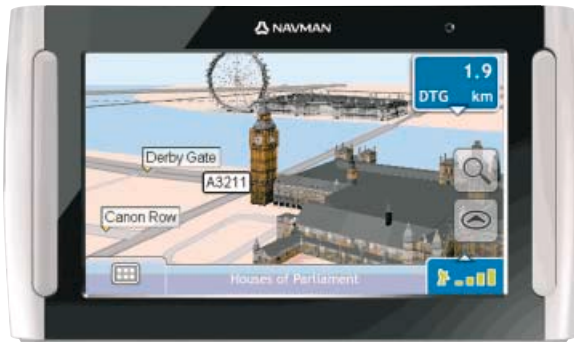 NAVMAN
1.9
DTG km
Derby Gate
A3211
Canon Row
Houses of Parliament